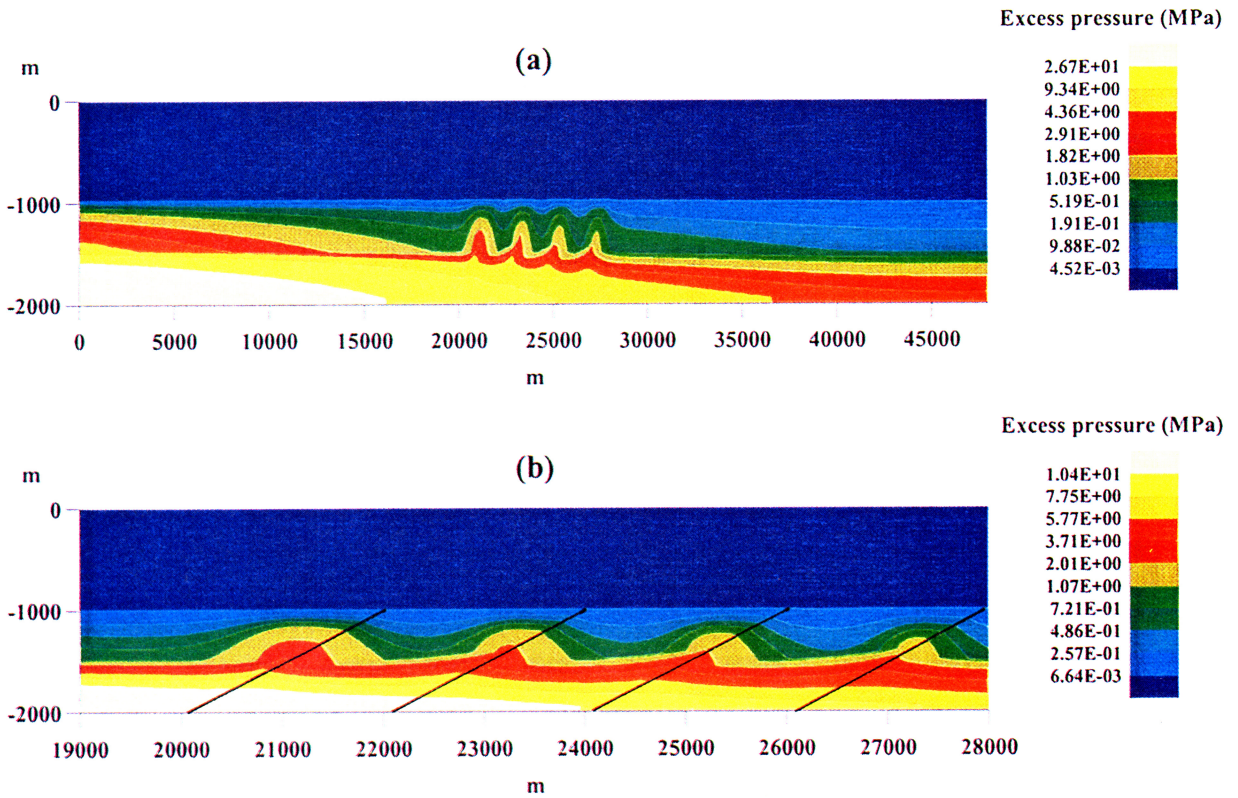 Excess pressure (MPa)
(a)
m
2.67E+01
9.34E+00
4.36E+00
2.91E+00
1.82E+00
1.03E+00
5.19E-01
1.91E-01
9.88E-02
4.52E-03
0
-1000
-2000
0 5000 10000 15000 20000 25000 30000 35000 40000 45000
m
Excess pressure (MPa)
(b)
m
1.04E+01
7.75E+00
5.77E+00
3.71E+00
2.01E+00
1.07E+00
7.21E-01
4.86E-01
2.57E-01
6.64E-03
0
-1000
-2000
19000 20000 21000 22000 23000 24000 25000 26000 27000 28000
m